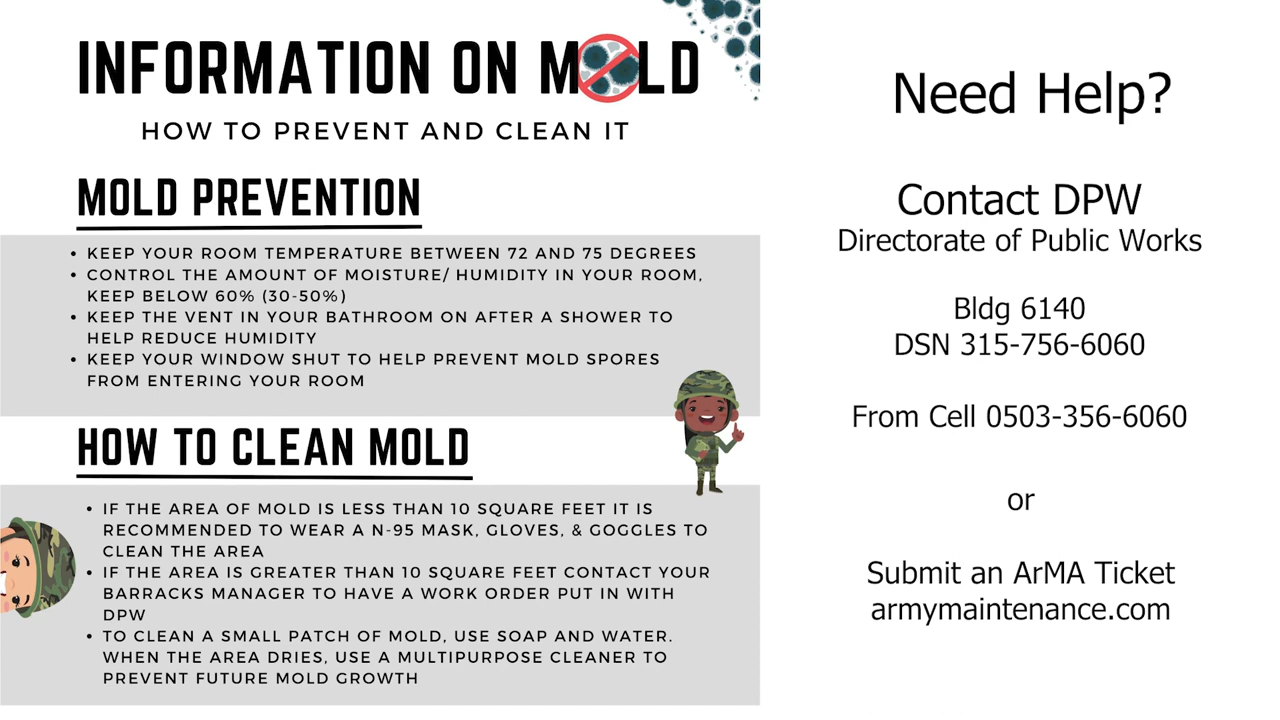 INFORMATION ON MOLD
HOW TO PREVENT AND CLEAN IT
MOLD PREVENTION
• KEEP YOUR ROOM TEMPERATURE BETWEEN 72 AND 75 DEGREES
• CONTROL THE AMOUNT OF MOISTURE/ HUMIDITY IN YOUR ROOM,
KEEP BELOW 60% (30-50%)
• KEEP THE VENT IN YOUR BATHROOM ON AFTER A SHOWER TO
HELP REDUCE HUMIDITY
• KEEP YOUR WINDOW SHUT TO HELP PREVENT MOLD SPORES
FROM ENTERING YOUR ROOM
HOW TO CLEAN MOLD
• IF THE AREA OF MOLD IS LESS THAN 10 SQUARE FEET IT IS
RECOMMENDED TO WEAR A N-95 MASK, GLOVES, & GOGGLES TO
CLEAN THE AREA
• IF THE AREA IS GREATER THAN 10 SQUARE FEET CONTACT YOUR
BARRACKS MANAGER TO HAVE A WORK ORDER PUT IN WITH
DPW
• TO CLEAN A SMALL PATCH OF MOLD, USE SOAP AND WATER.
WHEN THE AREA DRIES, USE A MULTIPURPOSE CLEANER TO
PREVENT FUTURE MOLD GROWTH
Need Help?
Contact DPW
Directorate of Public Works
Bldg 6140
DSN 315-756-6060
From Cell 0503-356-6060
or
Submit an ArMA Ticket
armymaintenance.com